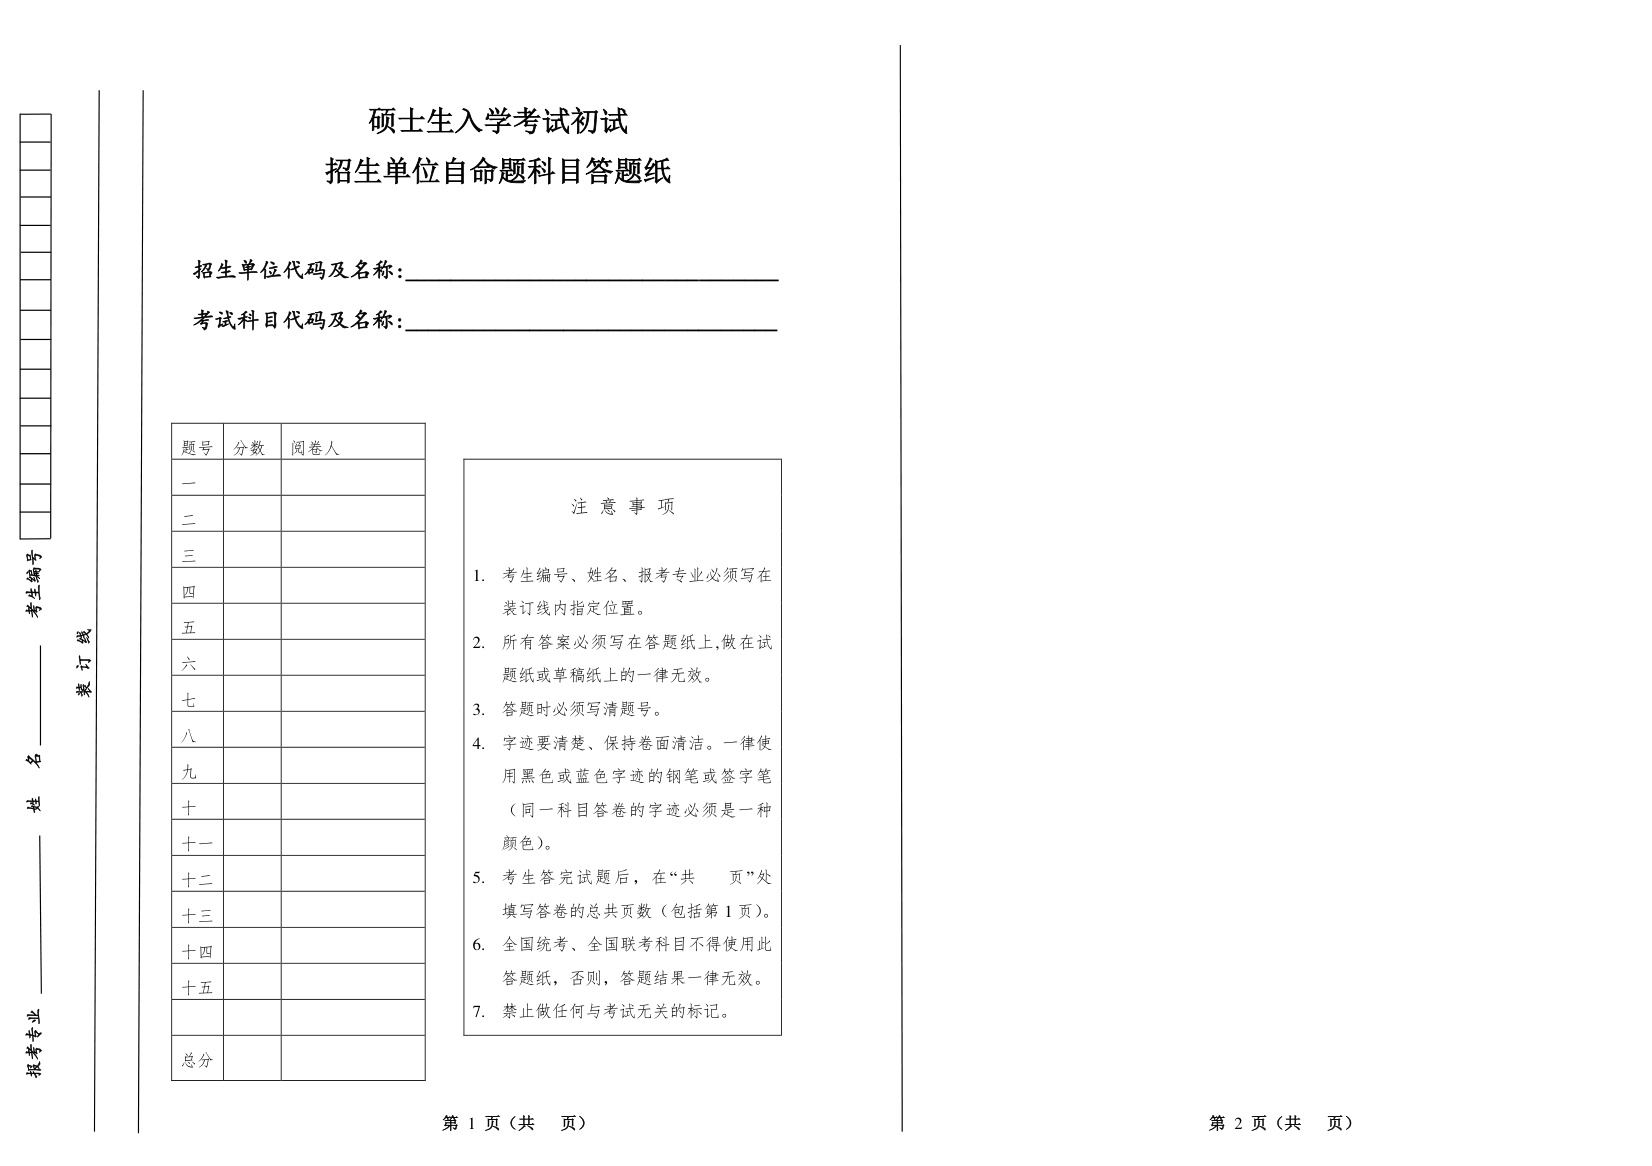 硕士生入学考试初试
招生单位自命题科目答题纸
招生单位代码及名称:
考试科目代码及名称:
考生编号
姓 名
报考专业
装 订 线
题号 分数 阅卷人
一
二
三
四
五
六
七
八
九
十
十一
十二
十三
十四
十五
总分
注 意 事 项
1. 考生编号、姓名、报考专业必须写在
装订线内指定位置。
2. 所有答案必须写在答题纸上,做在试
题纸或草稿纸上的一律无效。
3. 答题时必须写清题号。
4. 字迹要清楚、保持卷面清洁。一律使
用黑色或蓝色字迹的钢笔或签字笔
（同一科目答卷的字迹必须是一种
颜色）。
5. 考生答完试题后，在“共 页”处
填写答卷的总共页数（包括第 1 页）。
6. 全国统考、全国联考科目不得使用此
答题纸，否则，答题结果一律无效。
7. 禁止做任何与考试无关的标记。
第 1 页（共 页）
第 2 页（共 页）